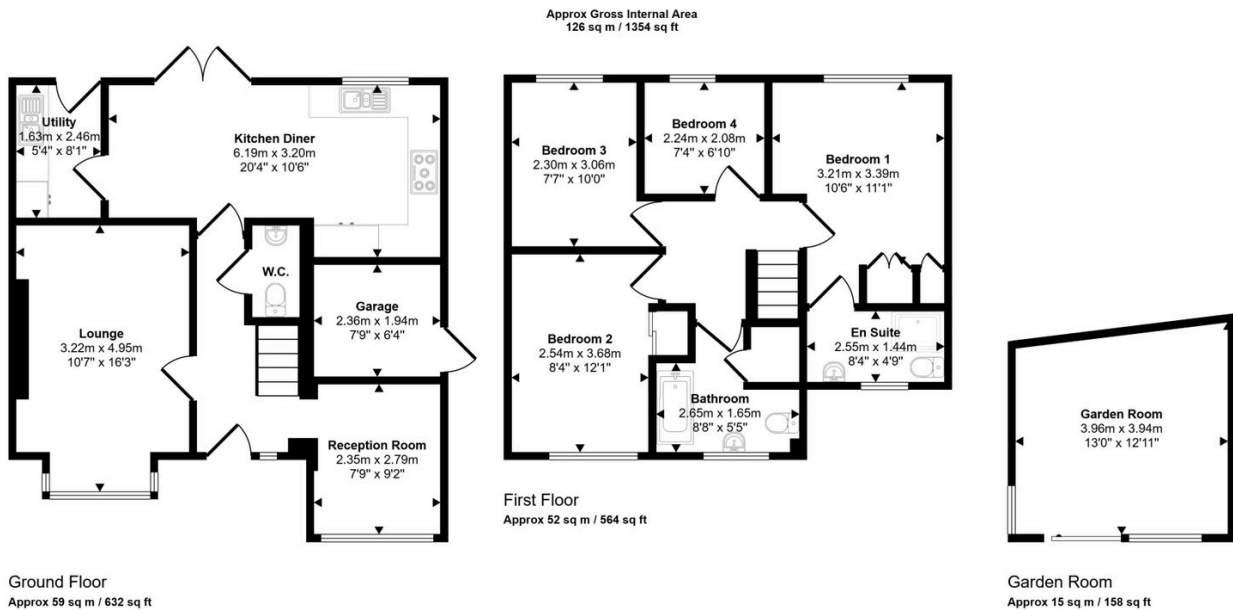 Approx Gross Internal Area
126 sq m / 1354 sq ft
Utility
1.63m x 2.46m
5'4" x 8'1"
Kitchen Diner
6.19m x 3.20m
20'4" x 10'6"
W.C.
Garage
2.36m x 1.94m
7'9" x 6'4"
Lounge
3.22m x 4.95m
10'7" x 16'3"
Reception Room
2.35m x 2.79m
7'9" x 9'2"
Ground Floor
Approx 59 sq m / 632 sq ft
Bedroom 3
2.30m x 3.06m
7'7" x 10'0"
Bedroom 4
2.24m x 2.08m
7'4" x 6'10"
Bedroom 1
3.21m x 3.39m
10'6" x 11'1"
Bedroom 2
2.54m x 3.68m
8'4" x 12'1"
En Suite
2.55m x 1.44m
8'4" x 4'9"
Bathroom
2.65m x 1.65m
8'8" x 5'5"
First Floor
Approx 52 sq m / 564 sq ft
Garden Room
3.96m x 3.94m
13'0" x 12'11"
Garden Room
Approx 15 sq m / 158 sq ft